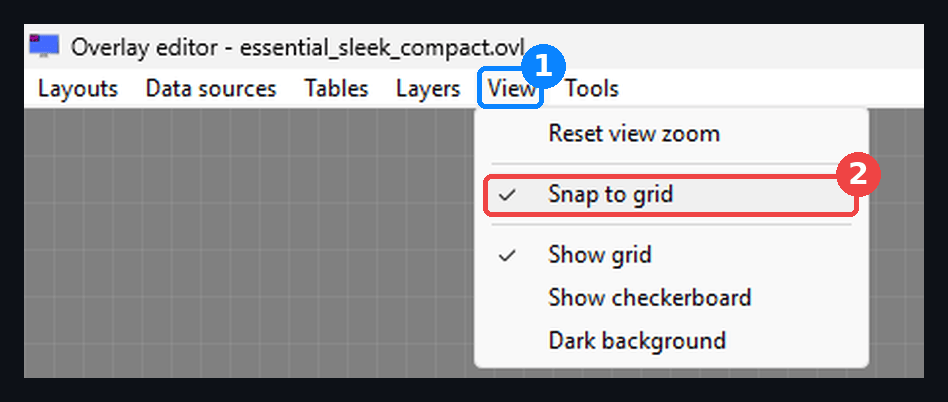 Overlay editor - essential_sleek_compact.ovl
1
Layouts Data sources Tables Layers View Tools
Reset view zoom
2
Snap to grid
Show grid
Show checkerboard
Dark background